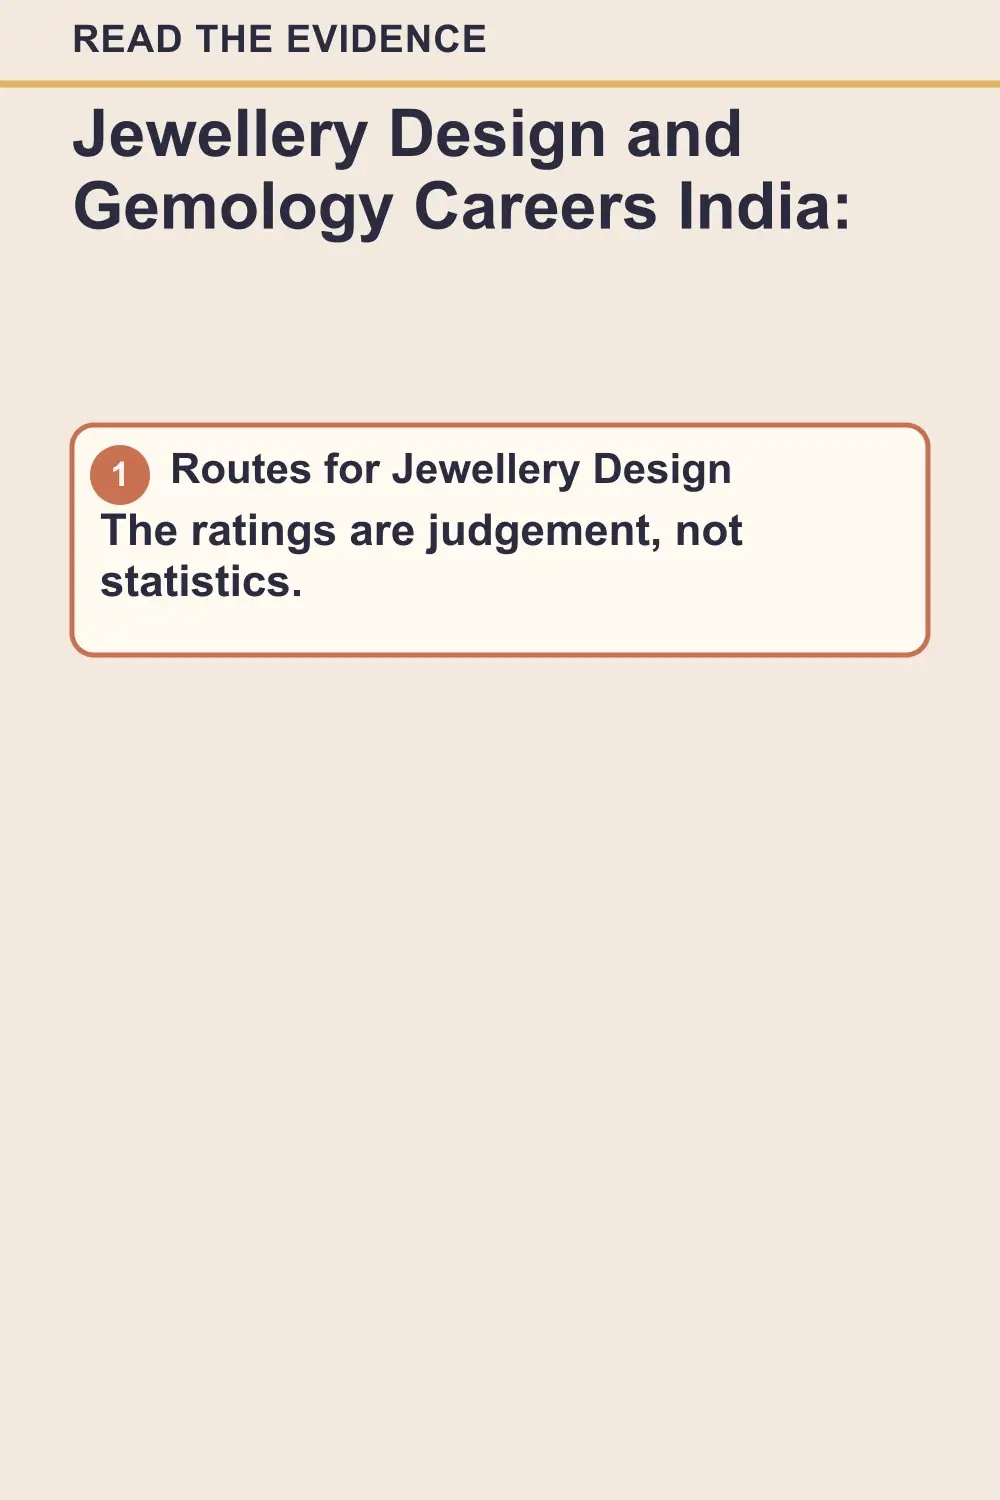 READ THE EVIDENCE
Jewellery Design and
Gemology Careers India:
1 Routes for Jewellery Design
The ratings are judgement, not
statistics.